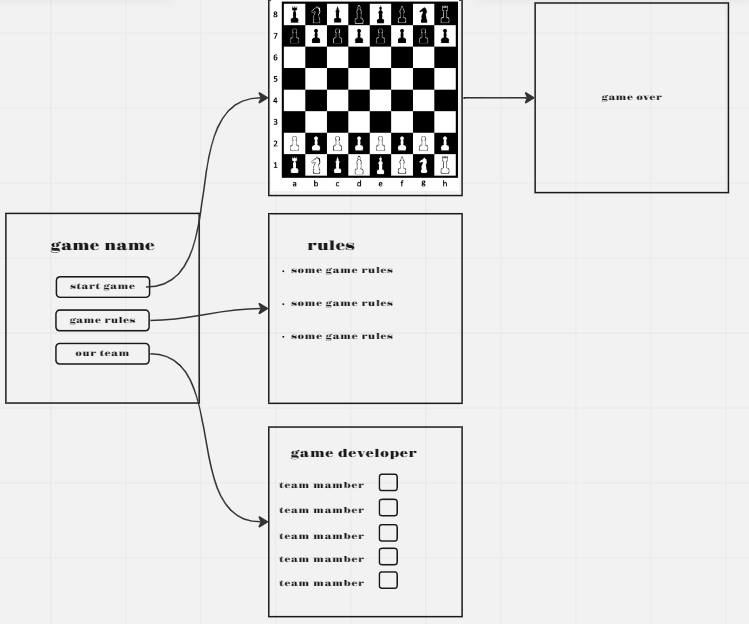 8
7
6
5
4
3
2
1
a b c d e f g h
game over
game name
start game
game rules
our team
rules
· some game rules
· some game rules
· some game rules
game developer
team mamber
team mamber
team mamber
team mamber
team mamber